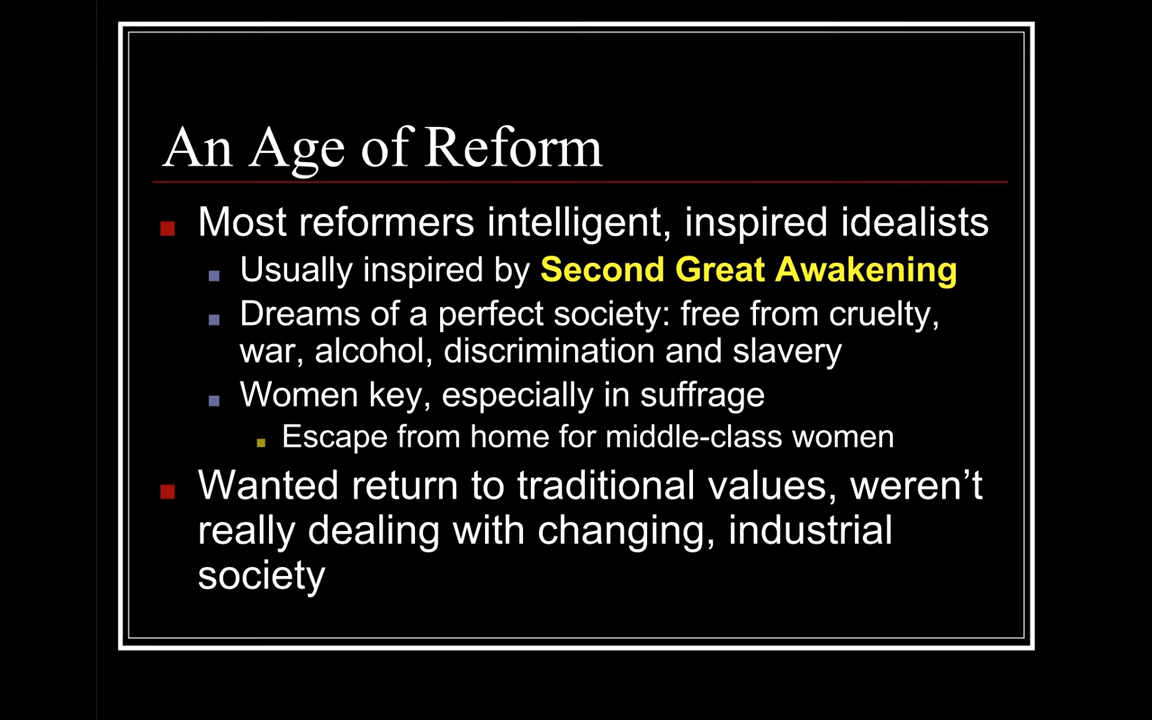 An Age of Reform
Most reformers intelligent, inspired idealists
Usually inspired by Second Great Awakening
Dreams of a perfect society: free from cruelty,
war, alcohol, discrimination and slavery
Women key, especially in suffrage
Escape from home for middle-class women
Wanted return to traditional values, weren’t
really dealing with changing, industrial
society